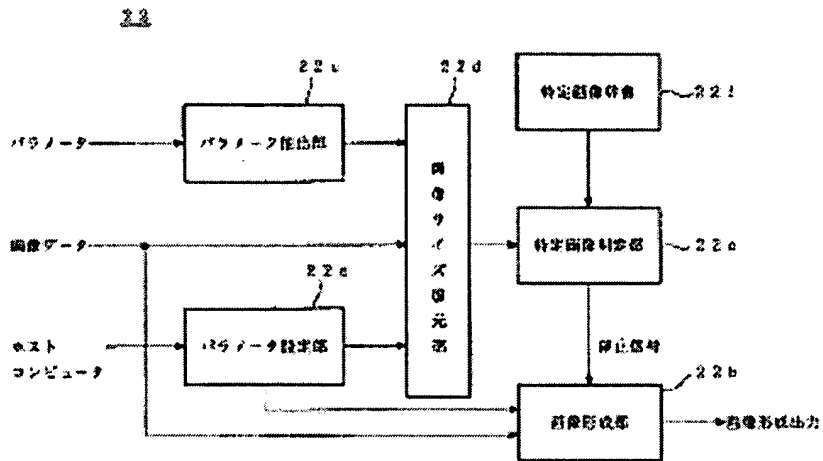 22
22c
22d
特定画像辞書
22f
パラメータ
パラメータ抽出部
画像サイズ復元部
画像データ
特定画像判定部
22a
22e
ホスト
コンピュータ
パラメータ設定部
停止信号
22b
画像形成部
画像形成出力